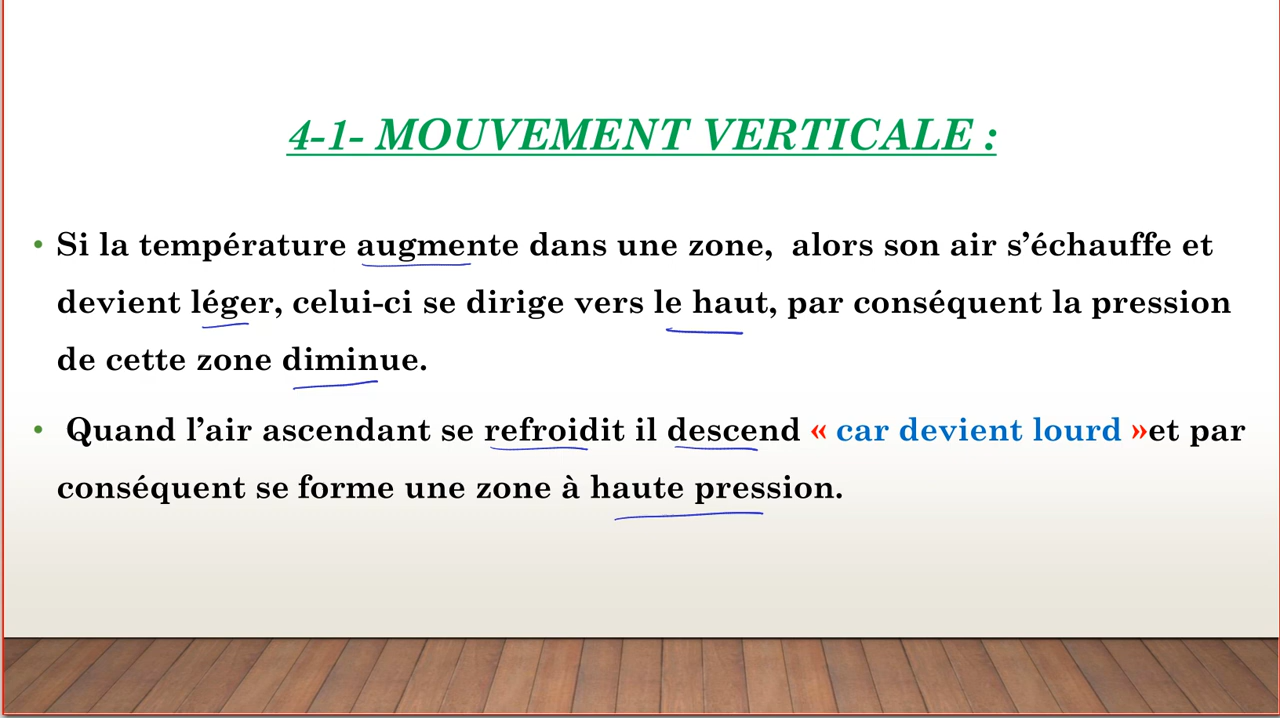 4-1- MOUVEMENT VERTICALE :
• Si la température augmente dans une zone,  alors son air s’échauffe et
devient léger, celui-ci se dirige vers le haut, par conséquent la pression
de cette zone diminue.
• Quand l’air ascendant se refroidit il descend « car devient lourd »et par
conséquent se forme une zone à haute pression.